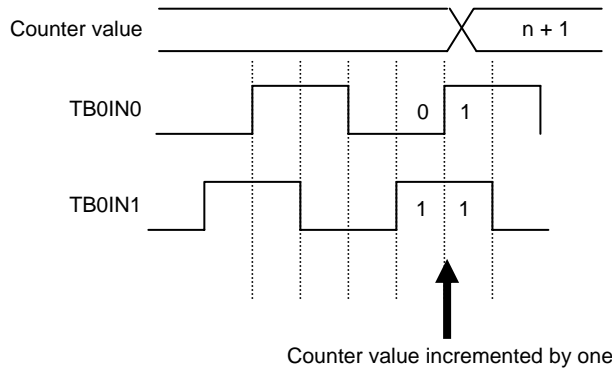 Counter value
n + 1
TB0IN0
0 1
TB0IN1
1 1
Counter value incremented by one